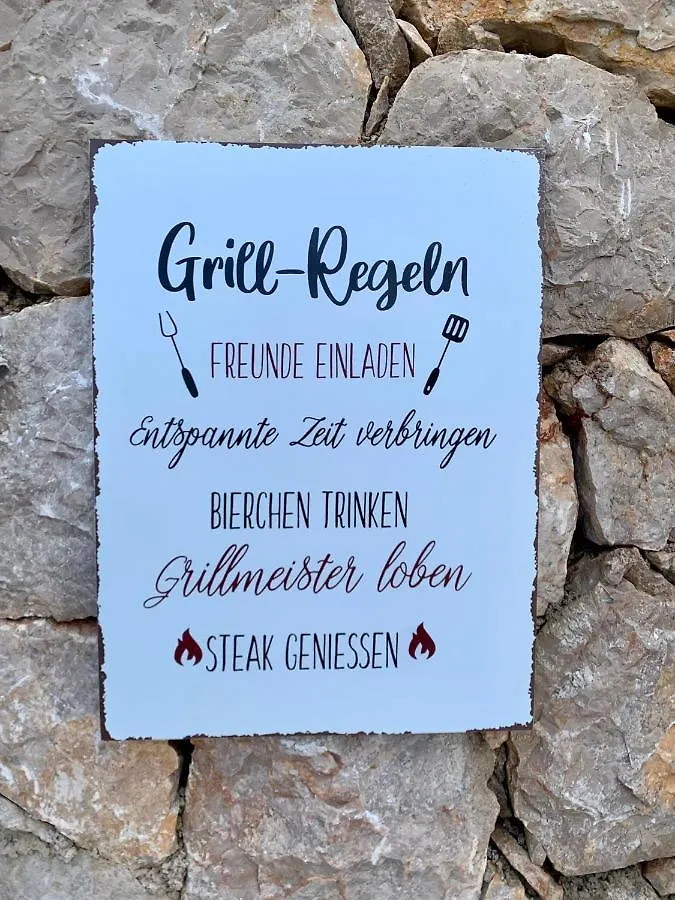 Grill-Regeln
FREUNDE EINLADEN
Entspannte Zeit verbringen
BIERCHEN TRINKEN
Grillmeister loben
STEAK GENIESSEN